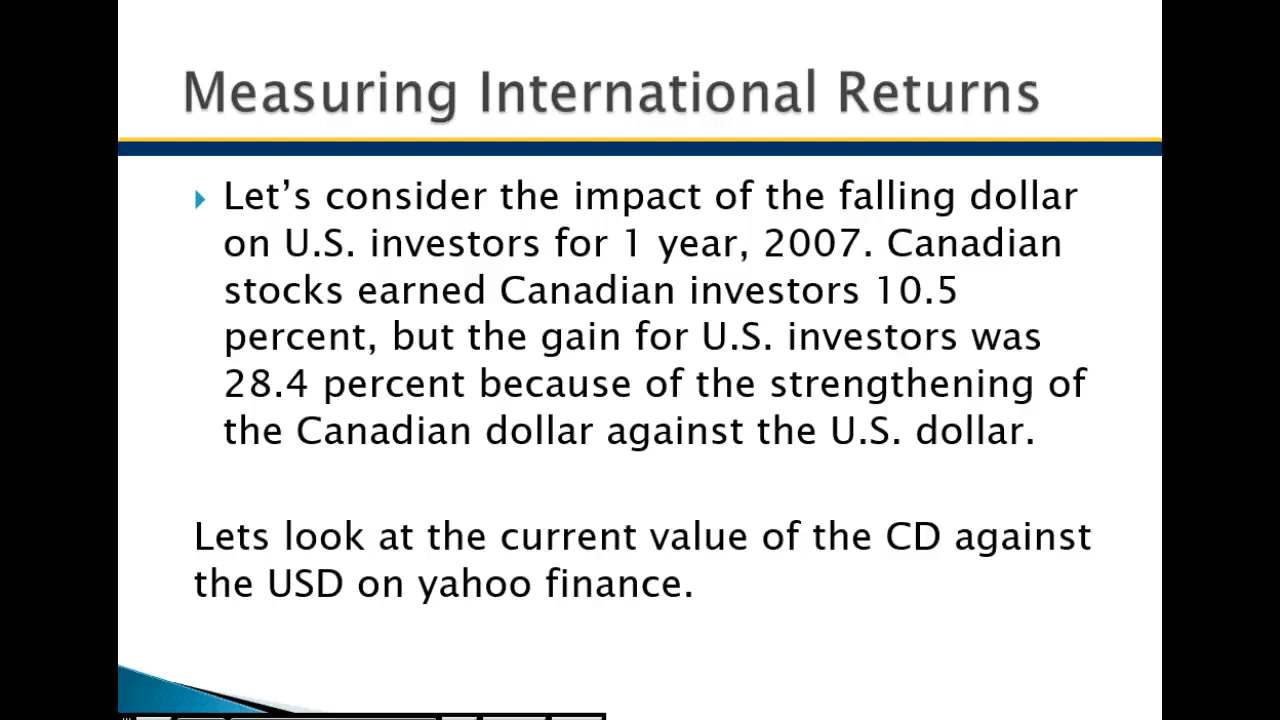 Measuring International Returns
Let’s consider the impact of the falling dollar
on U.S. investors for 1 year, 2007. Canadian
stocks earned Canadian investors 10.5
percent, but the gain for U.S. investors was
28.4 percent because of the strengthening of
the Canadian dollar against the U.S. dollar.
Lets look at the current value of the CD against
the USD on yahoo finance.